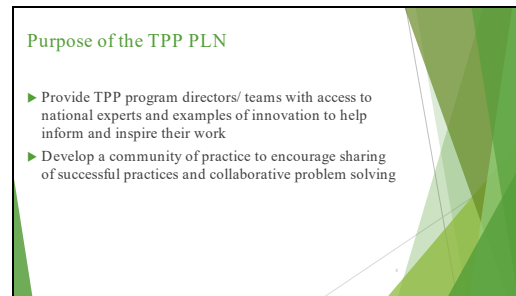 Purpose of the TPP PLN
Provide TPP program directors/ teams with access to
national experts and examples of innovation to help
inform and inspire their work
Develop a community of practice to encourage sharing
of successful practices and collaborative problem solving